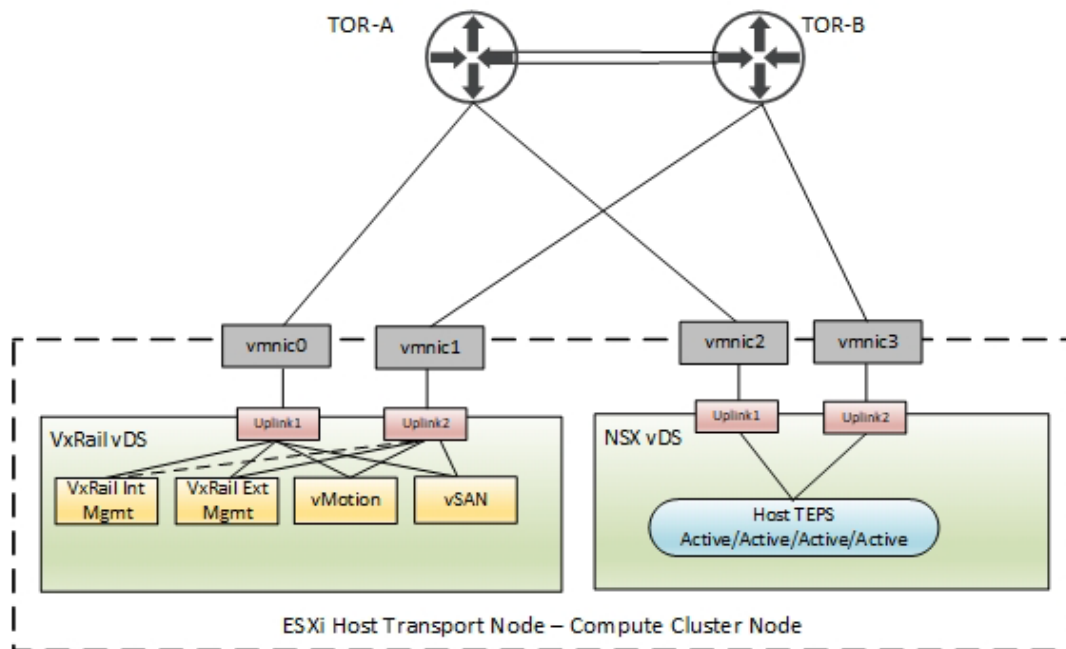 TOR-A
TOR-B
vmnic0
vmnic1
vmnic2
vmnic3
Uplink1
Uplink2
Uplink1
Uplink2
VxRail vDS
NSX vDS
VxRail Int
Mgmt
VxRail Ext
Mgmt
vMotion
vSAN
Host TEPS
Active/Active/Active/Active
ESXi Host Transport Node – Compute Cluster Node